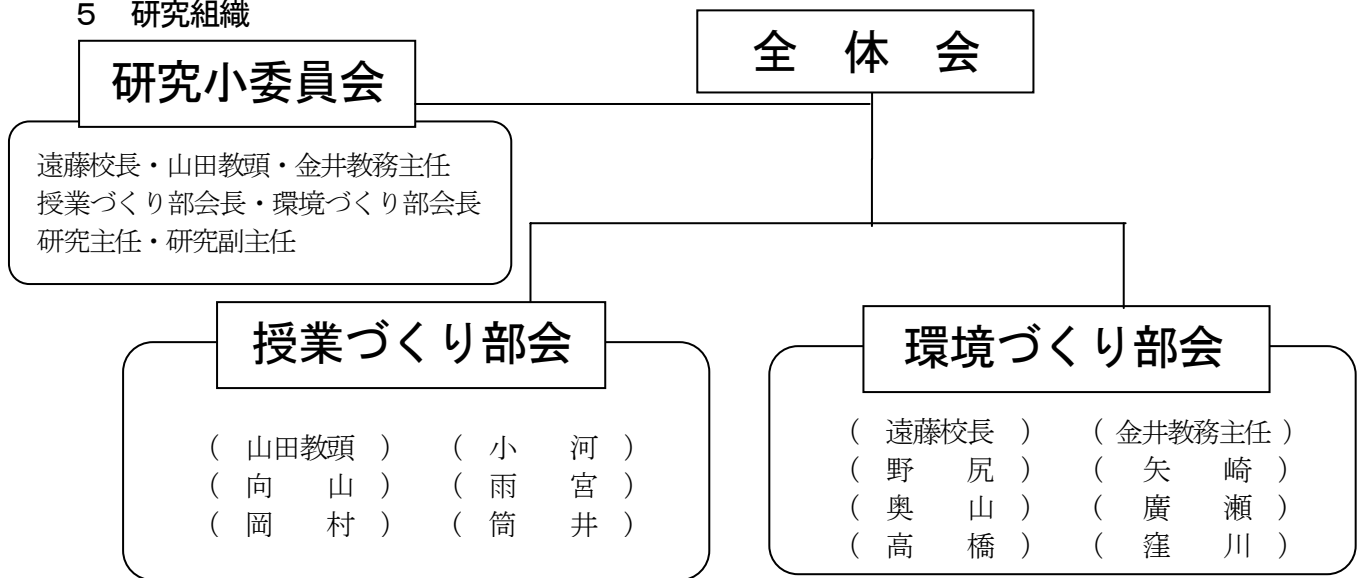 ５　研究組織
全　体　会
研究小委員会
遠藤校長・山田教頭・金井教務主任
授業づくり部会長・環境づくり部会長
研究主任・研究副主任
授業づくり部会
（　山田教頭　）　（　小　　河　）
（　向　　山　）　（　雨　　宮　）
（　岡　　村　）　（　筒　　井　）
環境づくり部会
（　遠藤校長　）　（ 金井教務主任 ）
（　野　　尻　）　（　矢　　崎　）
（　奥　　山　）　（　廣　　瀬　）
（　高　　橋　）　（　窪　　川　）